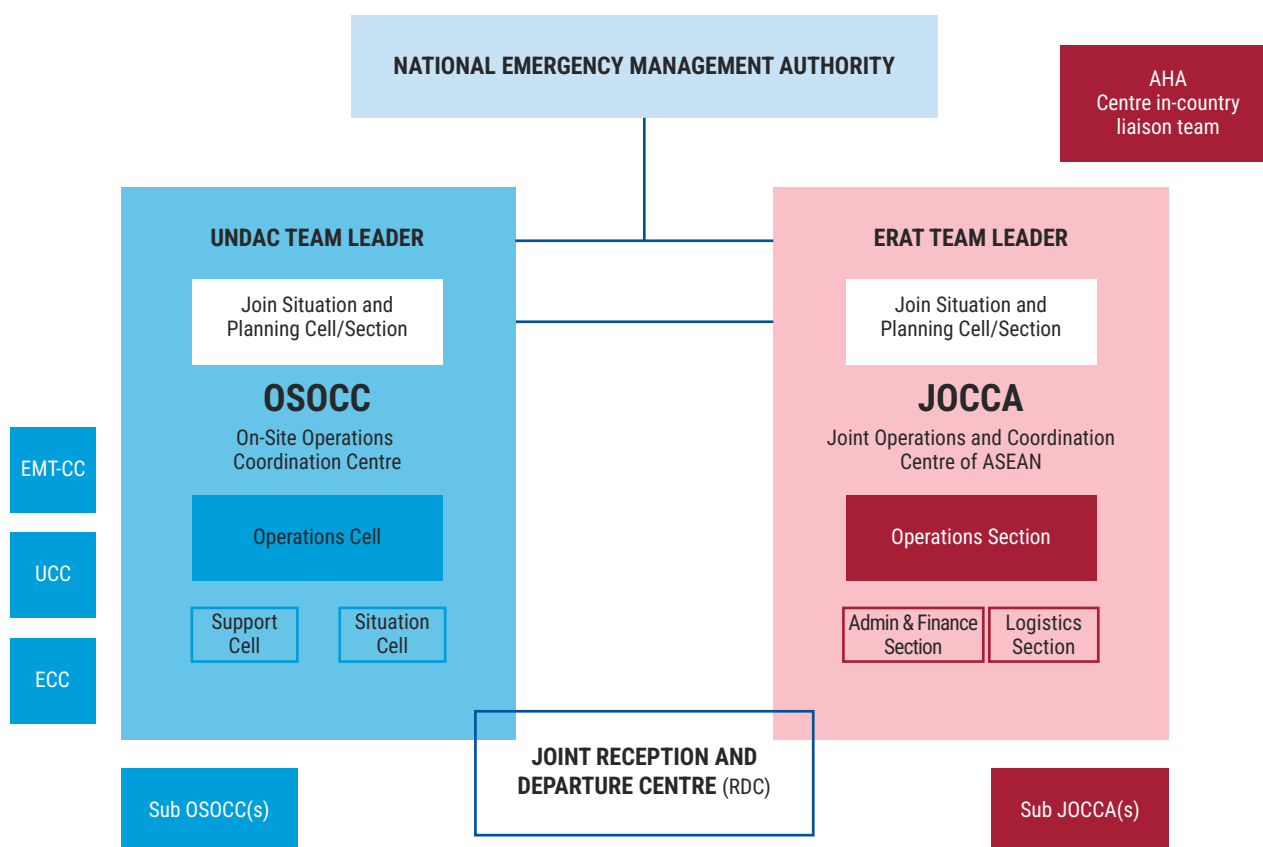 NATIONAL EMERGENCY MANAGEMENT AUTHORITY
AHA
Centre in-country
liaison team
UNDAC TEAM LEADER
Join Situation and
Planning Cell/Section
OSOCC
On-Site Operations
Coordination Centre
Operations Cell
Support
Cell
Situation
Cell
ERAT TEAM LEADER
Join Situation and
Planning Cell/Section
JOCCA
Joint Operations and Coordination
Centre of ASEAN
Operations Section
Admin & Finance
Section
Logistics
Section
EMT-CC
UCC
ECC
JOINT RECEPTION AND
DEPARTURE CENTRE (RDC)
Sub OSOCC(s)
Sub JOCCA(s)